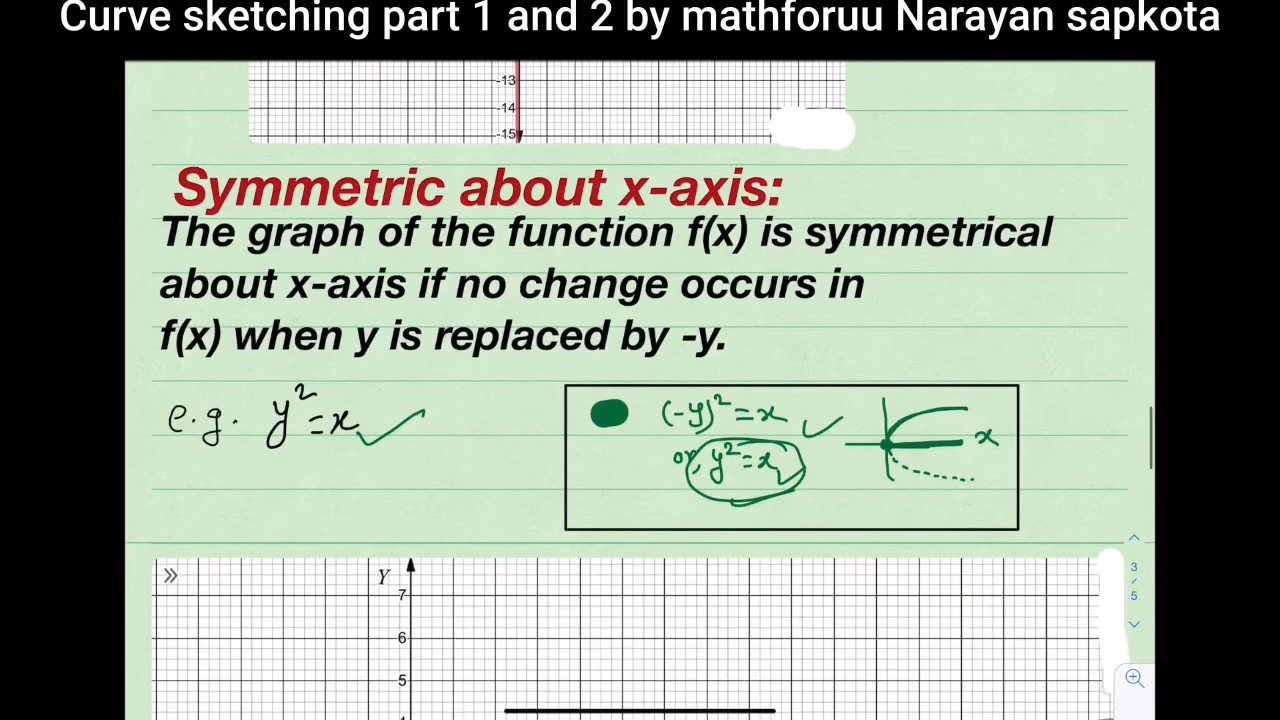 Curve sketching part 1 and 2 by mathforuu Narayan sapkota
-13
-14
-15
Symmetric about x-axis:
The graph of the function f(x) is symmetrical
about x-axis if no change occurs in
f(x) when y is replaced by -y.
e.g. y² = x ✓
(-y)² = x ✓
or, y² = x
x
3
/
5
Y
7
6
5